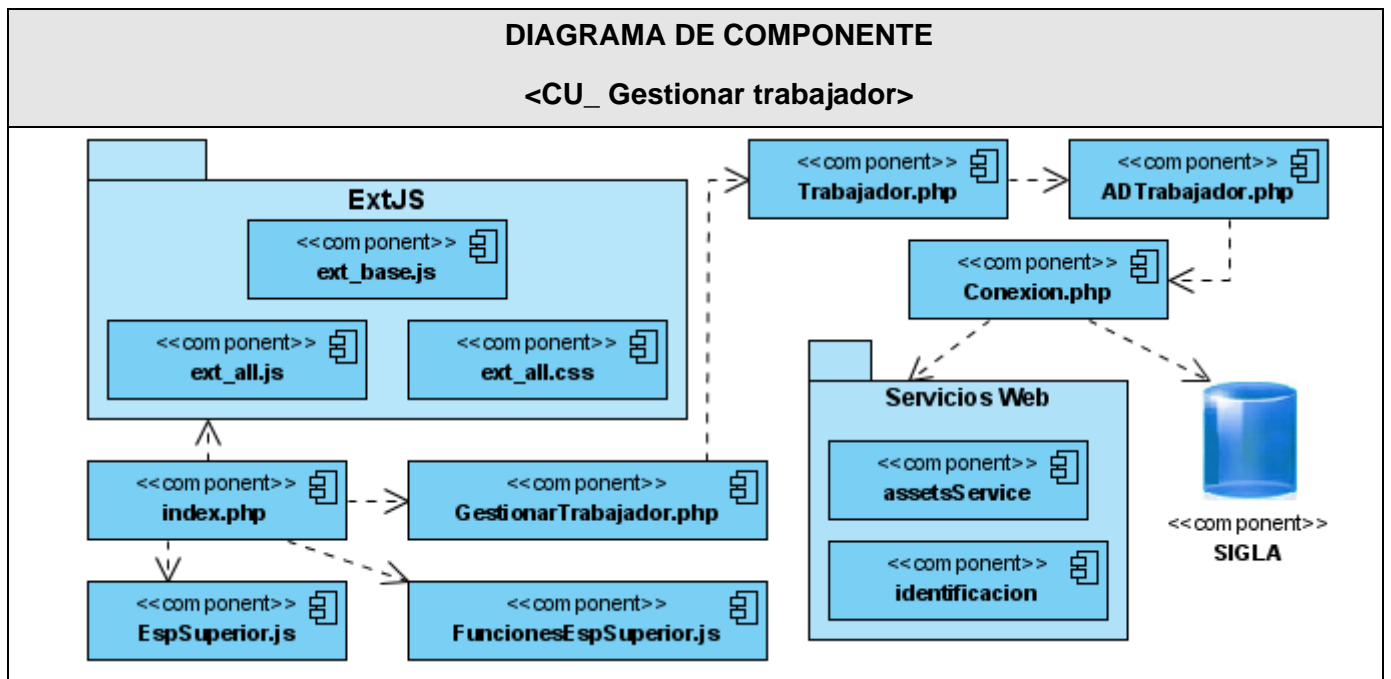 DIAGRAMA DE COMPONENTE
<CU_ Gestionar trabajador>
ExtJS
<<component>>
ext_base.js
<<component>>
ext_all.js
<<component>>
ext_all.css
<<component>>
Trabajador.php
<<component>>
ADTrabajador.php
<<component>>
Conexion.php
Servicios Web
<<component>>
assetsService
<<component>>
identificacion
<<component>>
SIGLA
<<component>>
index.php
<<component>>
GestionarTrabajador.php
<<component>>
EspSuperior.js
<<component>>
FuncionesEspSuperior.js